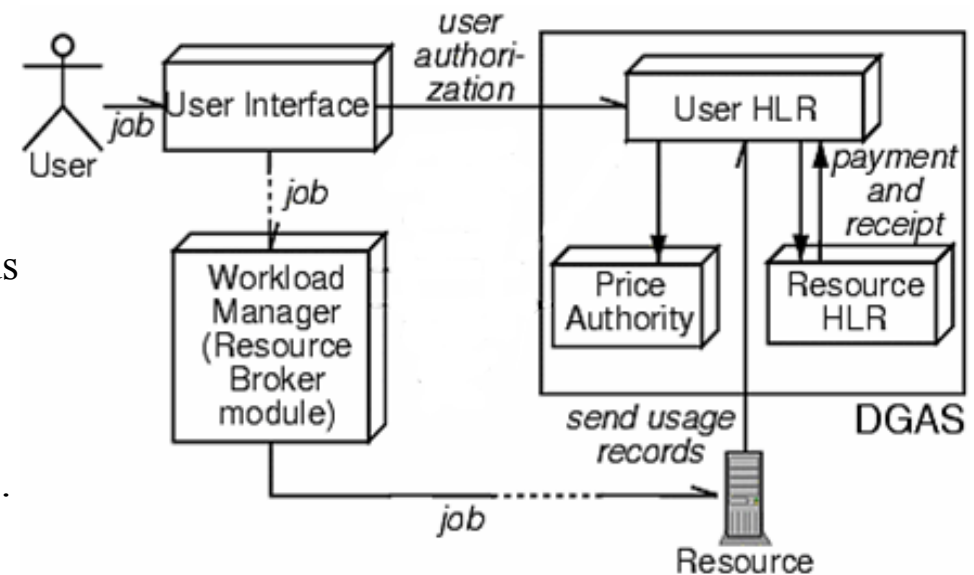 user
authori-
zation
User Interface
User HLR
job
User
payment
and
receipt
job
Workload
Manager
(Resource
Broker
module)
Price
Authority
Resource
HLR
send usage
records
DGAS
.
job
Resource